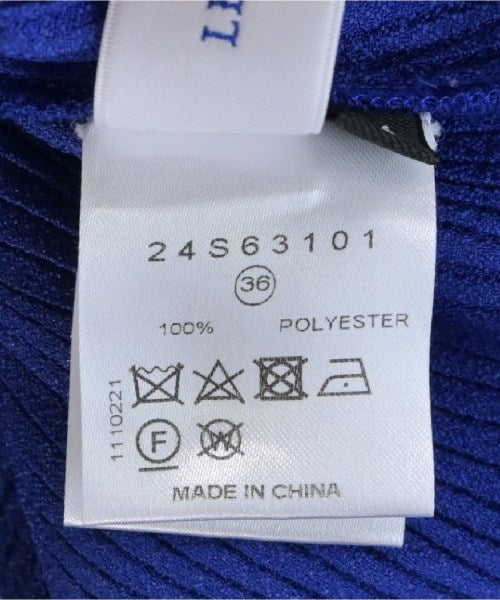 24S63101
36
100% POLYESTER
1110221
F
W
MADE IN CHINA